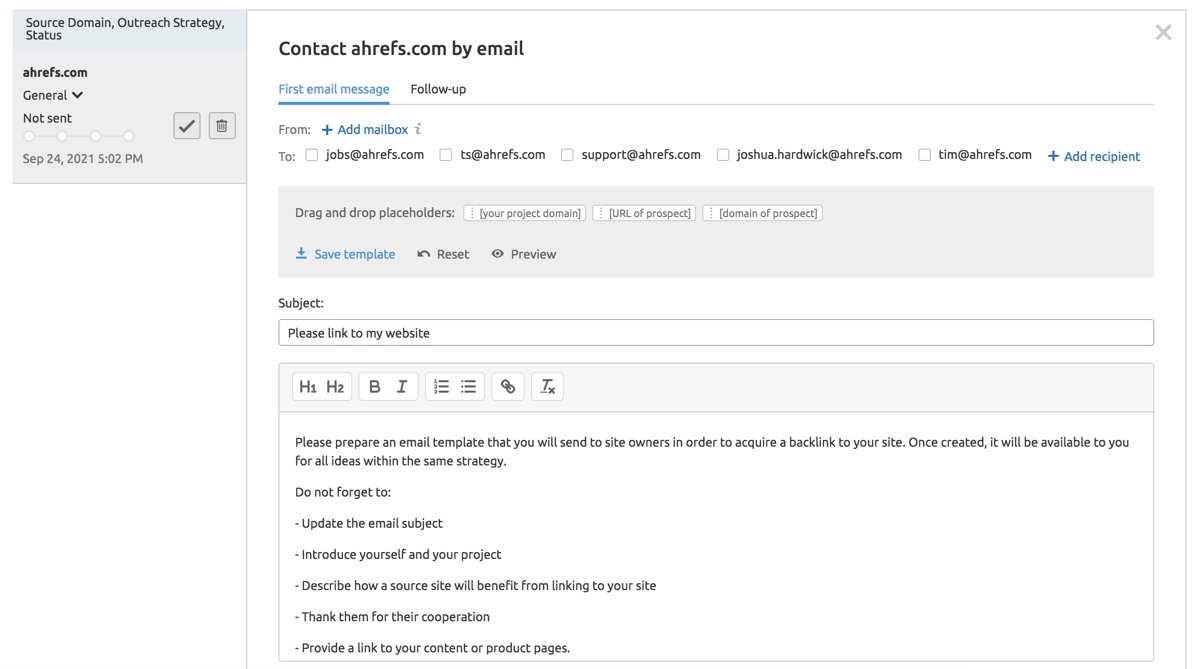 Source Domain, Outreach Strategy,
Status
ahrefs.com
General
Not sent
Sep 24, 2021 5:02 PM
Contact ahrefs.com by email
First email message
Follow-up
From: + Add mailbox i
To: jobs@ahrefs.com ts@ahrefs.com support@ahrefs.com joshua.hardwick@ahrefs.com tim@ahrefs.com + Add recipient
Drag and drop placeholders: [your project domain] [URL of prospect] [domain of prospect]
Save template Reset Preview
Subject:
Please link to my website
H1 H2 B I
Please prepare an email template that you will send to site owners in order to acquire a backlink to your site. Once created, it will be available to you
for all ideas within the same strategy.
Do not forget to:
- Update the email subject
- Introduce yourself and your project
- Describe how a source site will benefit from linking to your site
- Thank them for their cooperation
- Provide a link to your content or product pages.